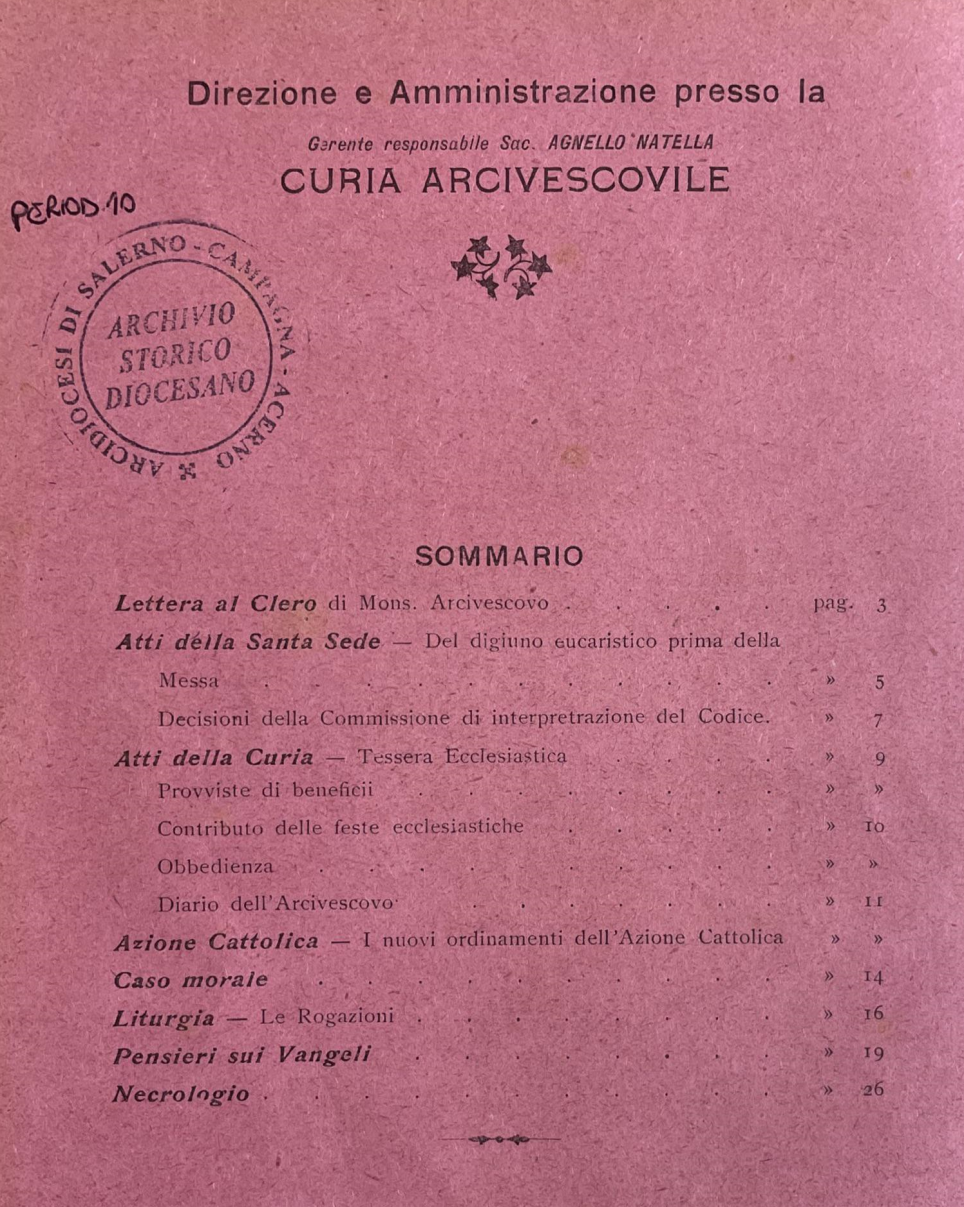 Direzione e Amministrazione presso la
Gerente responsabile Sac. AGNELLO NATELLA
CURIA ARCIVESCOVILE
PERIOD. 10
ARCIDIOCESI DI SALERNO - CAMPAGNA - ACERNO
ARCHIVIO
STORICO
DIOCESANO
SOMMARIO
Lettera al Clero di Mons. Arcivescovo . . . . . pag. 3
Atti della Santa Sede — Del digiuno eucaristico prima della
Messa . . . . . . . . . . . » 5
Decisioni della Commissione di interpretrazione del Codice. » 7
Atti della Curia — Tessera Ecclesiastica . . . . » 9
Provviste di beneficii . . . . . . . . » »
Contributo delle feste ecclesiastiche . . . . . » 10
Obbedienza . . . . . . . . . » »
Diario dell'Arcivescovo . . . . . . . » 11
Azione Cattolica — I nuovi ordinamenti dell'Azione Cattolica » »
Caso morale . . . . . . . . . . » 14
Liturgia — Le Rogazioni . . . . . . . . » 16
Pensieri sui Vangeli . . . . . . . . » 19
Necrologio . . . . . . . . . . . » 26